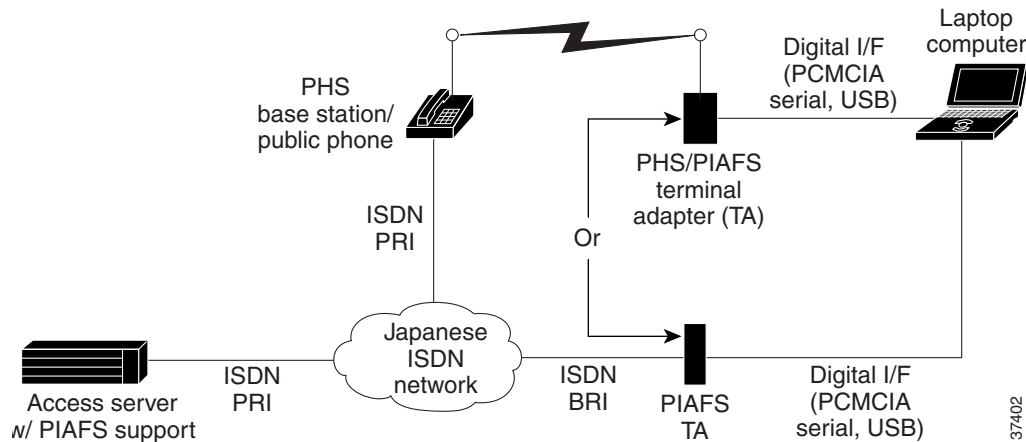 Laptop
computer
Digital I/F
(PCMCIA
serial, USB)
PHS
base station/
public phone
PHS/PIAFS
terminal
adapter (TA)
ISDN
PRI
Or
Japanese
ISDN
network
ISDN
PRI
ISDN
BRI
Access server
w/ PIAFS support
PIAFS
TA
Digital I/F
(PCMCIA
serial, USB)
37402